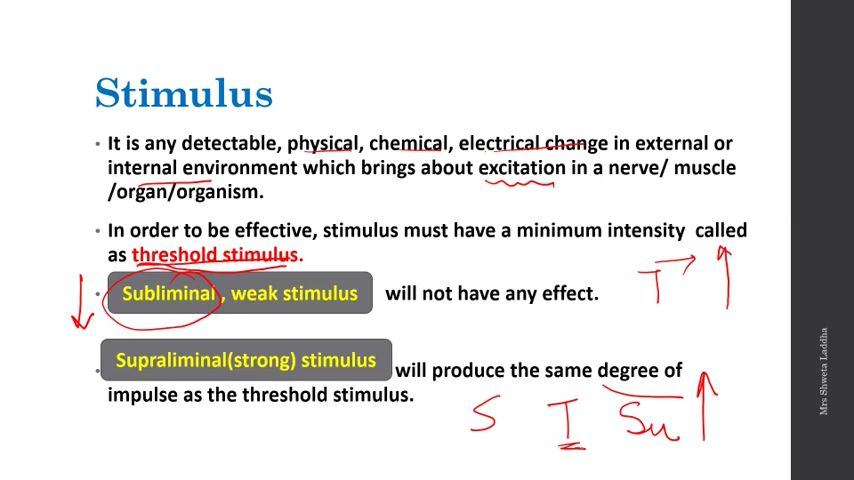 Stimulus
• It is any detectable, physical, chemical, electrical change in external or
internal environment which brings about excitation in a nerve/ muscle
/organ/organism.
• In order to be effective, stimulus must have a minimum intensity called
as threshold stimulus.
• Subliminal , weak stimulus will not have any effect.
T
• Supraliminal(strong) stimulus will produce the same degree of
impulse as the threshold stimulus.
S T Su
Mrs Shweta Laddha